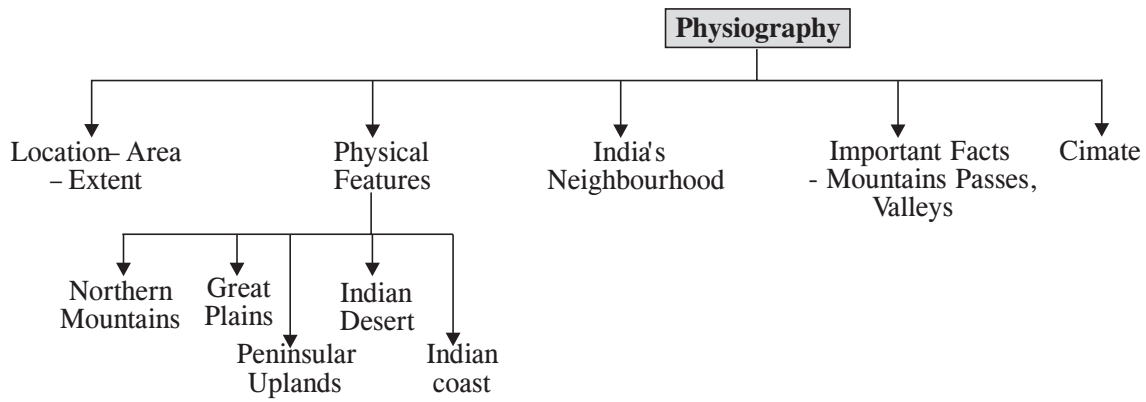 Physiography
Location– Area
– Extent
Physical
Features
India's
Neighbourhood
Important Facts
- Mountains Passes,
Valleys
Cimate
Northern
Mountains
Great
Plains
Peninsular
Uplands
Indian
Desert
Indian
coast